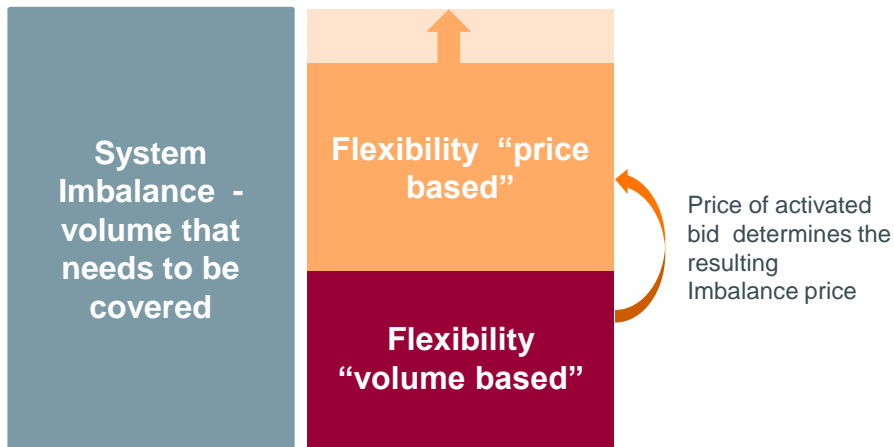 System
Imbalance -
volume that
needs to be
covered
Flexibility “price
based”
Flexibility
“volume based”
Price of activated
bid determines the
resulting
Imbalance price